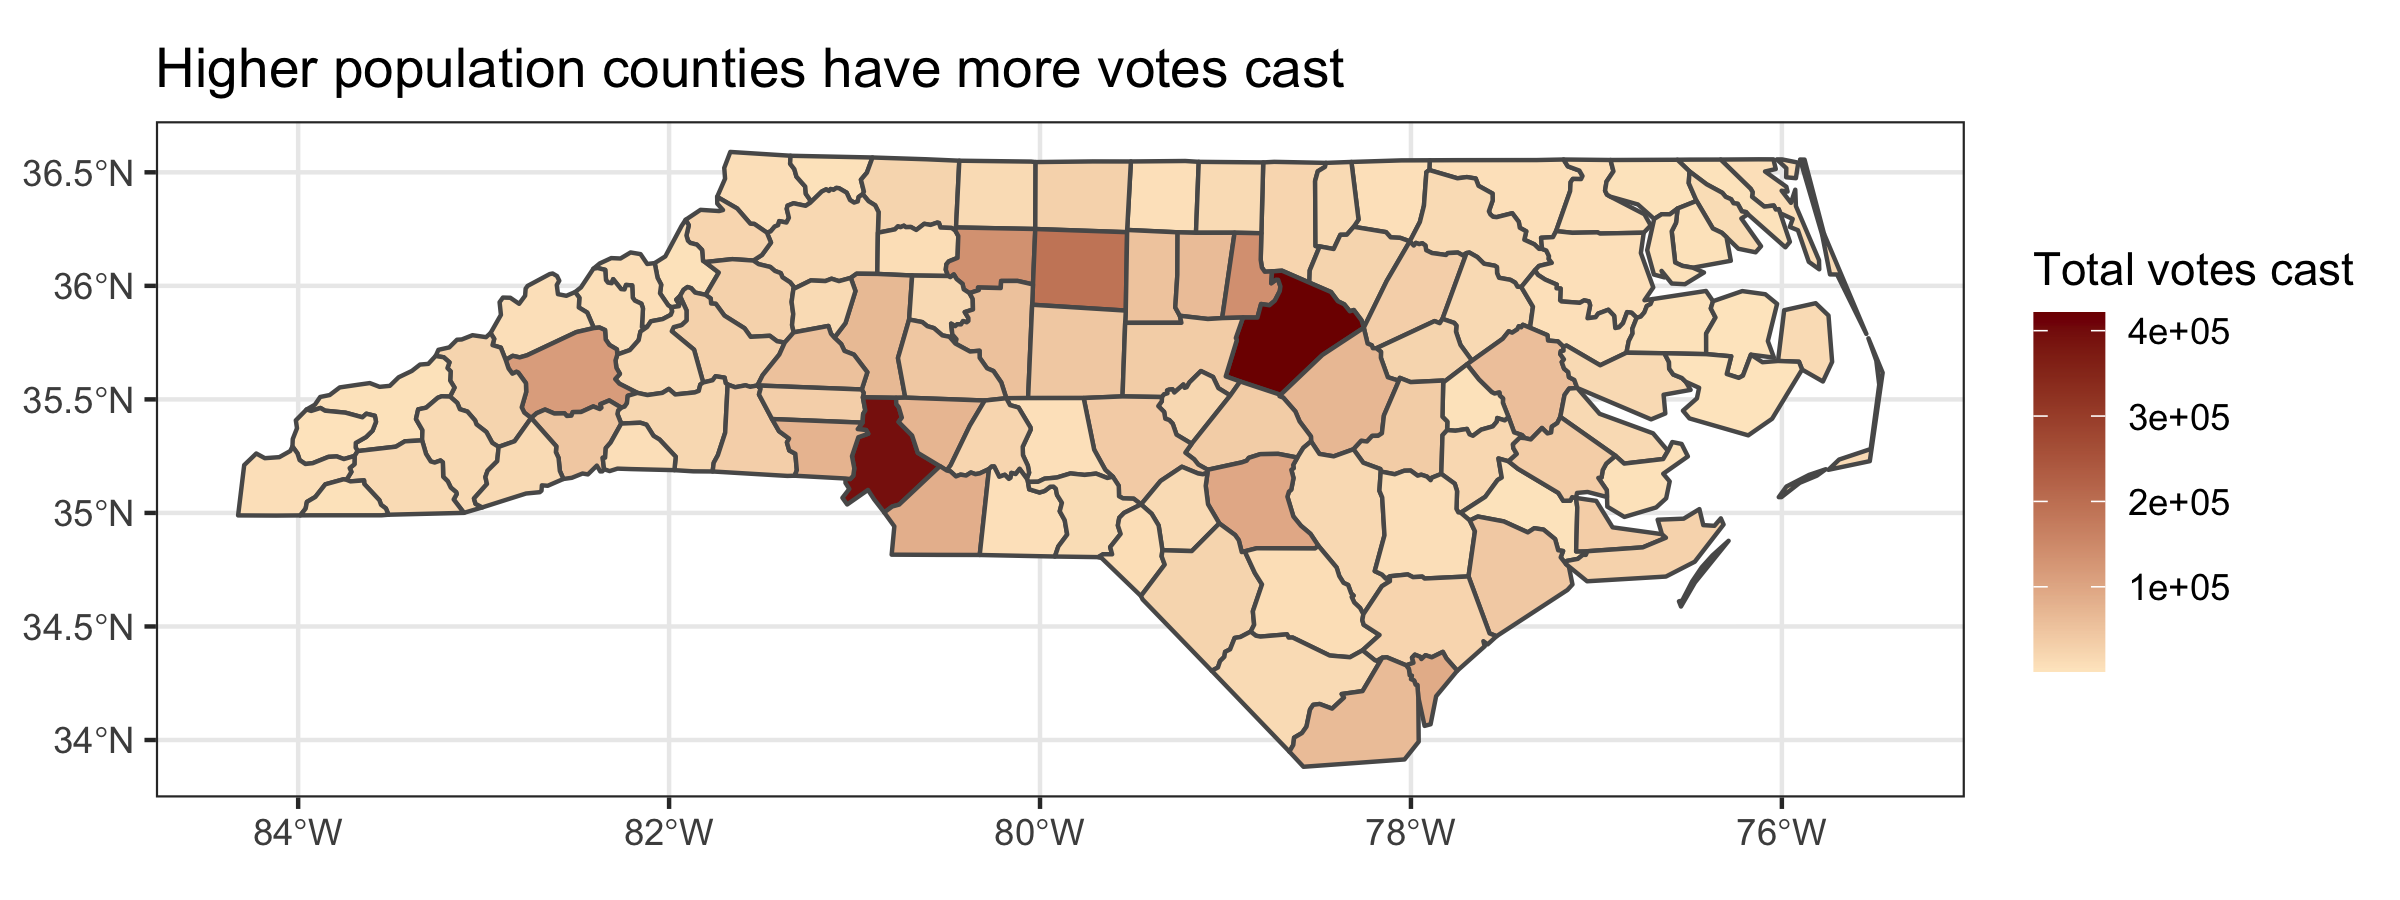 Higher population counties have more votes cast
36.5°N
36°N
35.5°N
35°N
34.5°N
34°N
84°W
82°W
80°W
78°W
76°W
Total votes cast
4e+05
3e+05
2e+05
1e+05